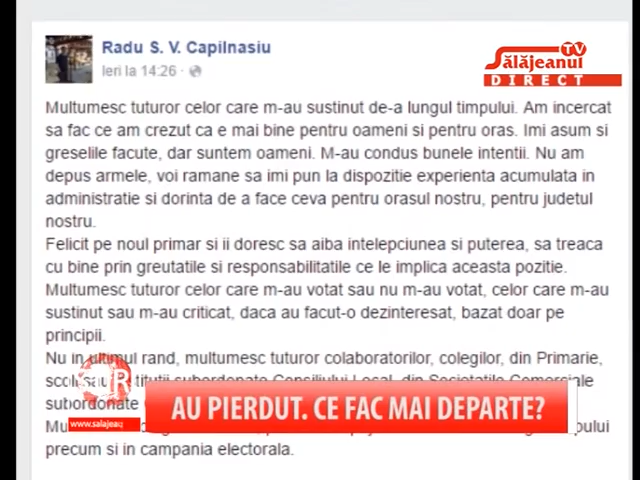 Radu S. V. Capilnasiu
Ieri la 14:26 ·
Sălăjeanul TV
DIRECT
Multumesc tuturor celor care m-au sustinut de-a lungul timpului. Am incercat
sa fac ce am crezut ca e mai bine pentru oameni si pentru oras. Imi asum si
greselile facute, dar suntem oameni. M-au condus bunele intentii. Nu am
depus armele, voi ramane sa imi pun la dispozitie experienta acumulata in
administratie si dorinta de a face ceva pentru orasul nostru, pentru judetul
nostru.
Felicit pe noul primar si ii doresc sa aiba intelepciunea si puterea, sa treaca
cu bine prin greutatile si responsabilitatile ce le implica aceasta pozitie.
Multumesc tuturor celor care m-au votat sau nu m-au votat, celor care m-au
sustinut sau m-au criticat, daca au facut-o dezinteresat, bazat doar pe
principii.
Nu in ultimul rand, multumesc tuturor colaboratorilor, colegilor, din Primarie,
subordonate Consiliului Local, din Societatile Comerciale
subordonate
precum si in campania electorala.
www.salajeaq
AU PIERDUT. CE FAC MAI DEPARTE?